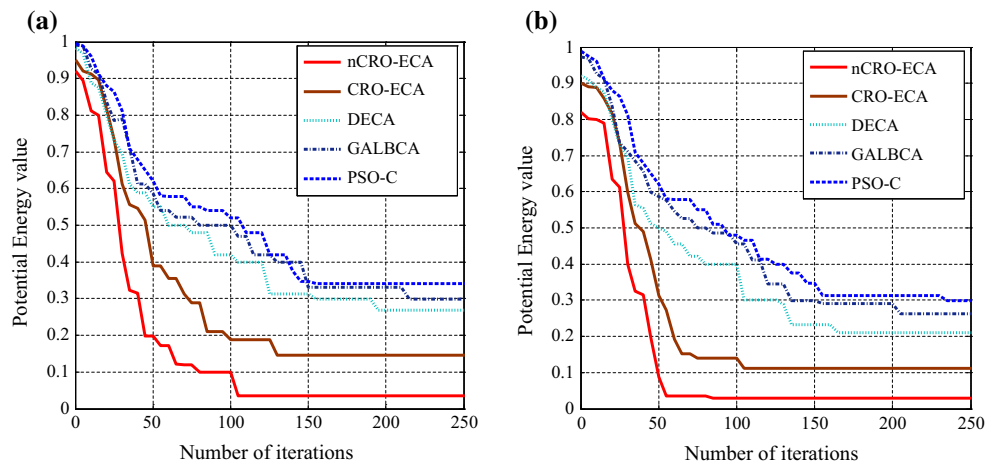 (a)
Potential Energy value
1
0.9
0.8
0.7
0.6
0.5
0.4
0.3
0.2
0.1
0
0 50 100 150 200 250
Number of iterations
nCRO-ECA
CRO-ECA
DECA
GALBCA
PSO-C
(b)
Potential Energy value
1
0.9
0.8
0.7
0.6
0.5
0.4
0.3
0.2
0.1
0
0 50 100 150 200 250
Number of iterations
nCRO-ECA
CRO-ECA
DECA
GALBCA
PSO-C